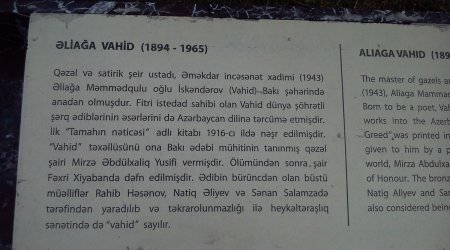 ƏLİAĞA VAHİD (1894 - 1965)
Qəzəl və satirik şeir ustadı, Əməkdar incəsənət xadimi (1943)
Əliağa Məmmədqulu oğlu İskəndərov (Vahid) Bakı şəhərində
anadan olmuşdur. Fitri istedad sahibi olan Vahid dünya şöhrətli
şərq ədiblərinin əsərlərini də Azərbaycan dilinə tərcümə etmişdir.
İlk "Tamahın nəticəsi" adlı kitabı 1916-cı ildə nəşr edilmişdir.
"Vahid" təxəllüsünü ona Bakı ədəbi mühitinin tanınmış qəzəl
şairi Mirzə Əbdülxaliq Yusifi vermişdir. Ölümündən sonra şair
Fəxri Xiyabanda dəfn edilmişdir. Ədibin bürüncdən olan büstü
müəlliflər Rahib Həsənov, Natiq Əliyev və Sənan Salamzadə
tərəfindən yaradılıb və təkrarolunmazlığı ilə heykəltəraşlıq
sənətində də "vahid" sayılır.
ALIAGA VAHID (189
The master of gazels an
(1943), Aliaga Mammad
Born to be a poet, Vah
works into the Azerb
Greed",was printed in
given to him by a p
world, Mirza Abdulxa
of Honour. The bronz
Natig Aliyev and San
also considered being